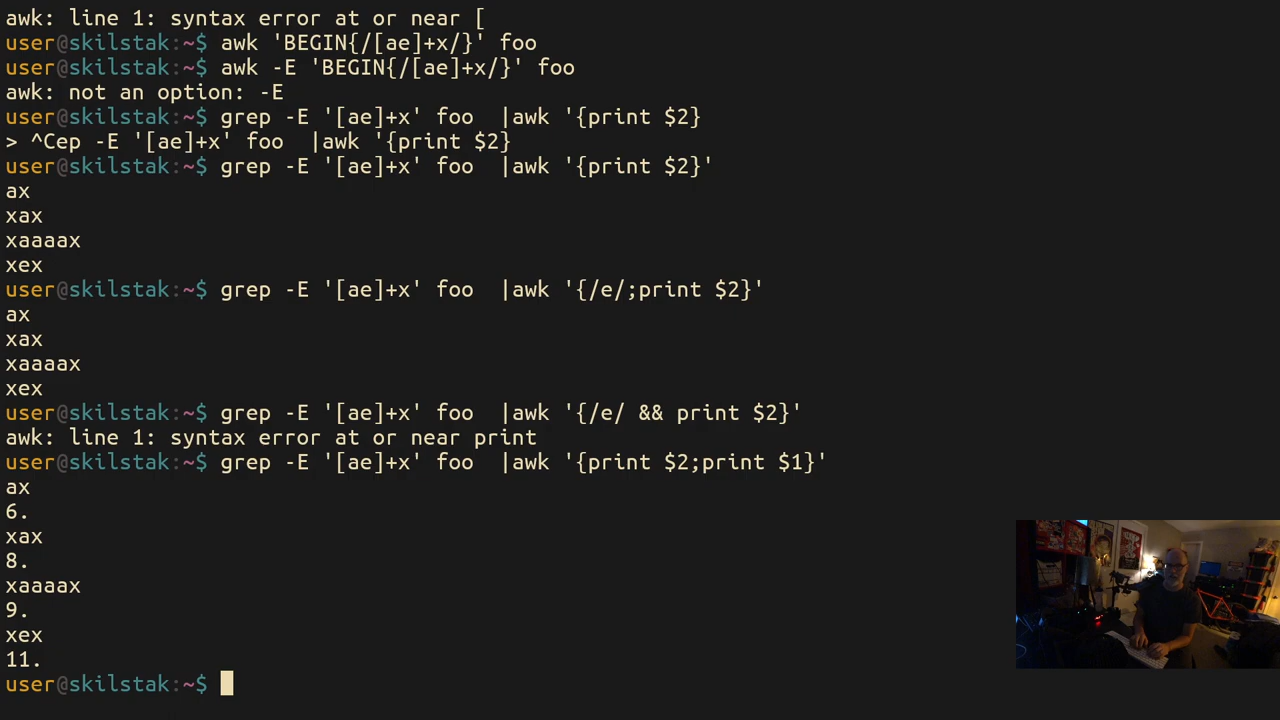 awk: line 1: syntax error at or near [
user@skilstak:~$ awk 'BEGIN{/[ae]+x/}' foo
user@skilstak:~$ awk -E 'BEGIN{/[ae]+x/}' foo
awk: not an option: -E
user@skilstak:~$ grep -E '[ae]+x' foo  |awk '{print $2}
> ^Cep -E '[ae]+x' foo  |awk '{print $2}
user@skilstak:~$ grep -E '[ae]+x' foo  |awk '{print $2}'
ax
xax
xaaaax
xex
user@skilstak:~$ grep -E '[ae]+x' foo  |awk '{/e/;print $2}'
ax
xax
xaaaax
xex
user@skilstak:~$ grep -E '[ae]+x' foo  |awk '{/e/ && print $2}'
awk: line 1: syntax error at or near print
user@skilstak:~$ grep -E '[ae]+x' foo  |awk '{print $2;print $1}'
ax
6.
xax
8.
xaaaax
9.
xex
11.
user@skilstak:~$